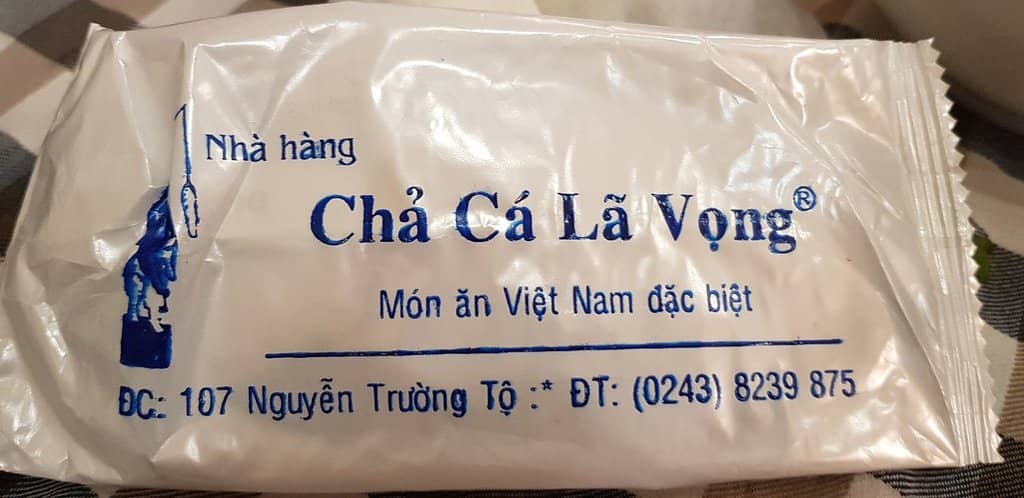 Nhà hàng
Chả Cá Lã Vọng®
Món ăn Việt Nam đặc biệt
ĐC: 107 Nguyễn Trường Tộ :* ĐT: (0243) 8239 875